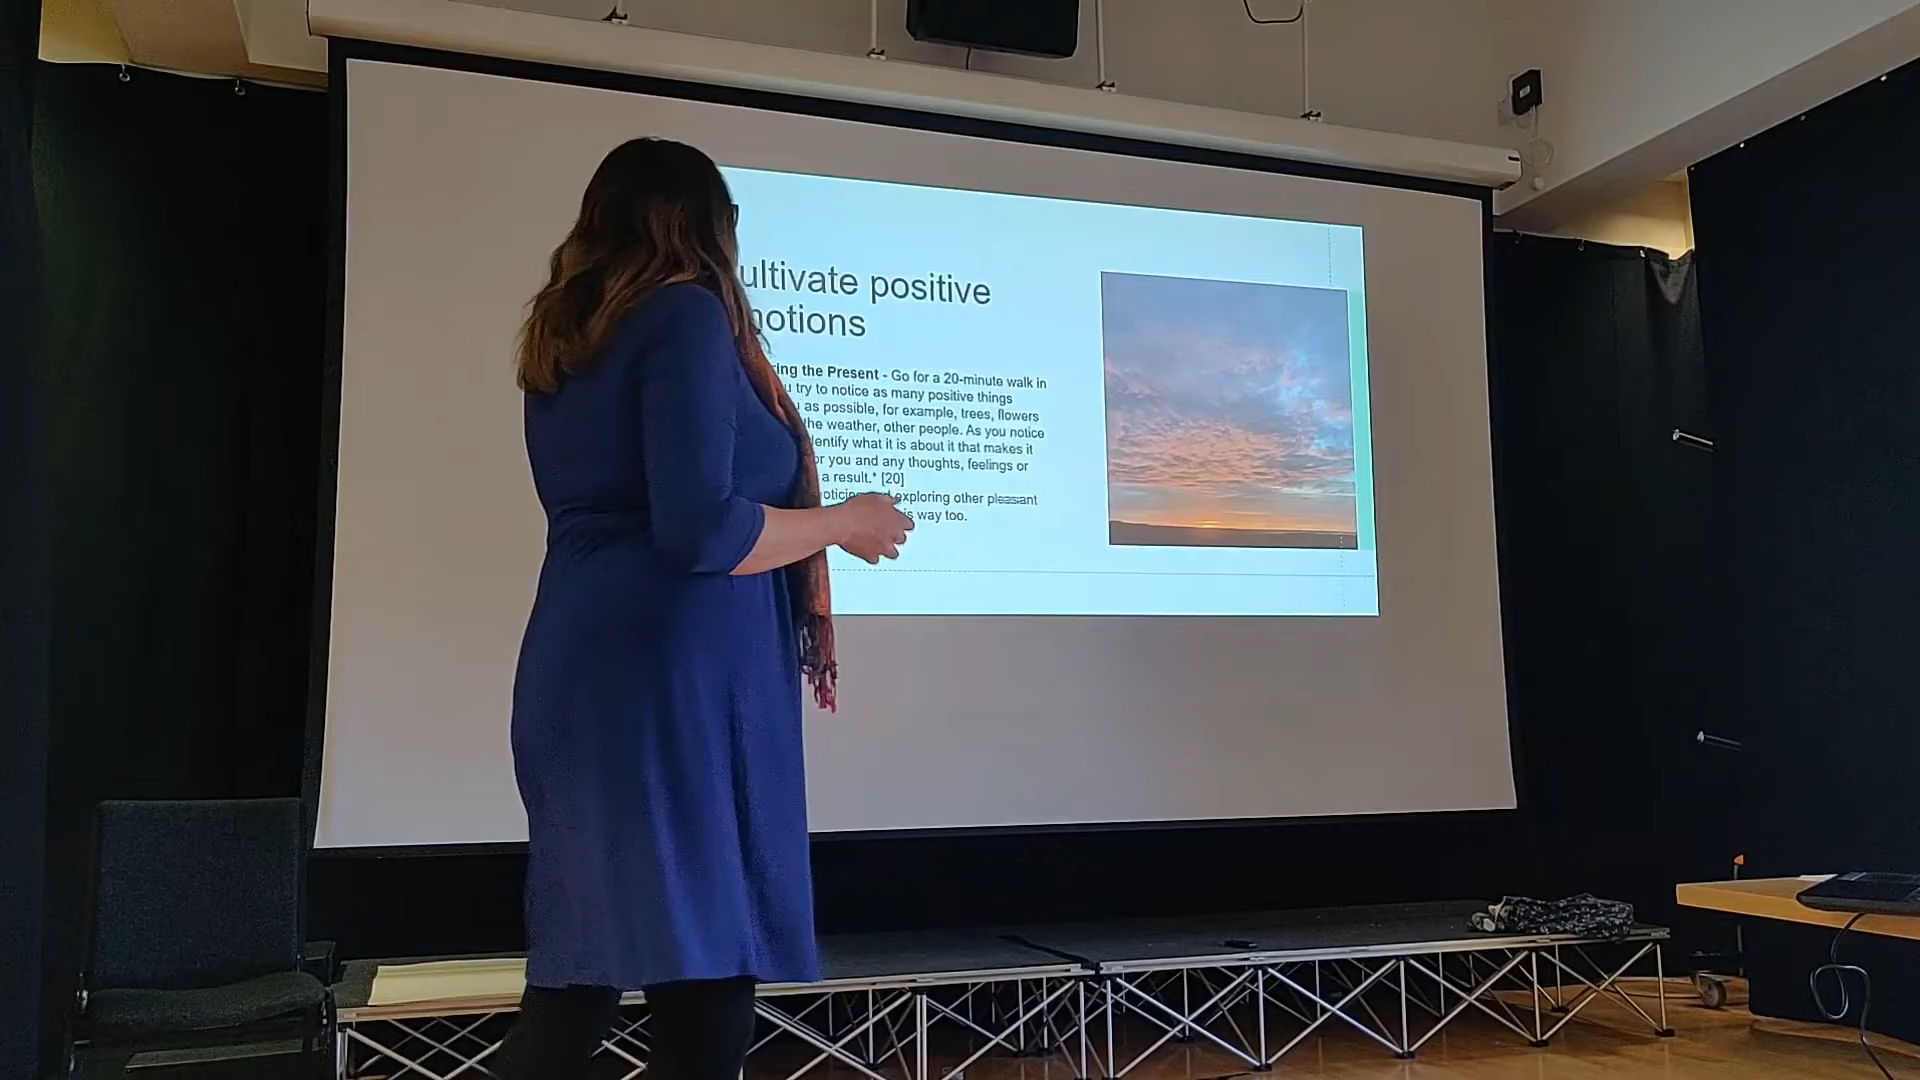 ultivate positive
notions
ring the Present - Go for a 20-minute walk in
u try to notice as many positive things
u as possible, for example, trees, flowers
the weather, other people. As you notice
dentify what it is about it that makes it
or you and any thoughts, feelings or
a result.* [20]
exploring other pleasant
is way too.